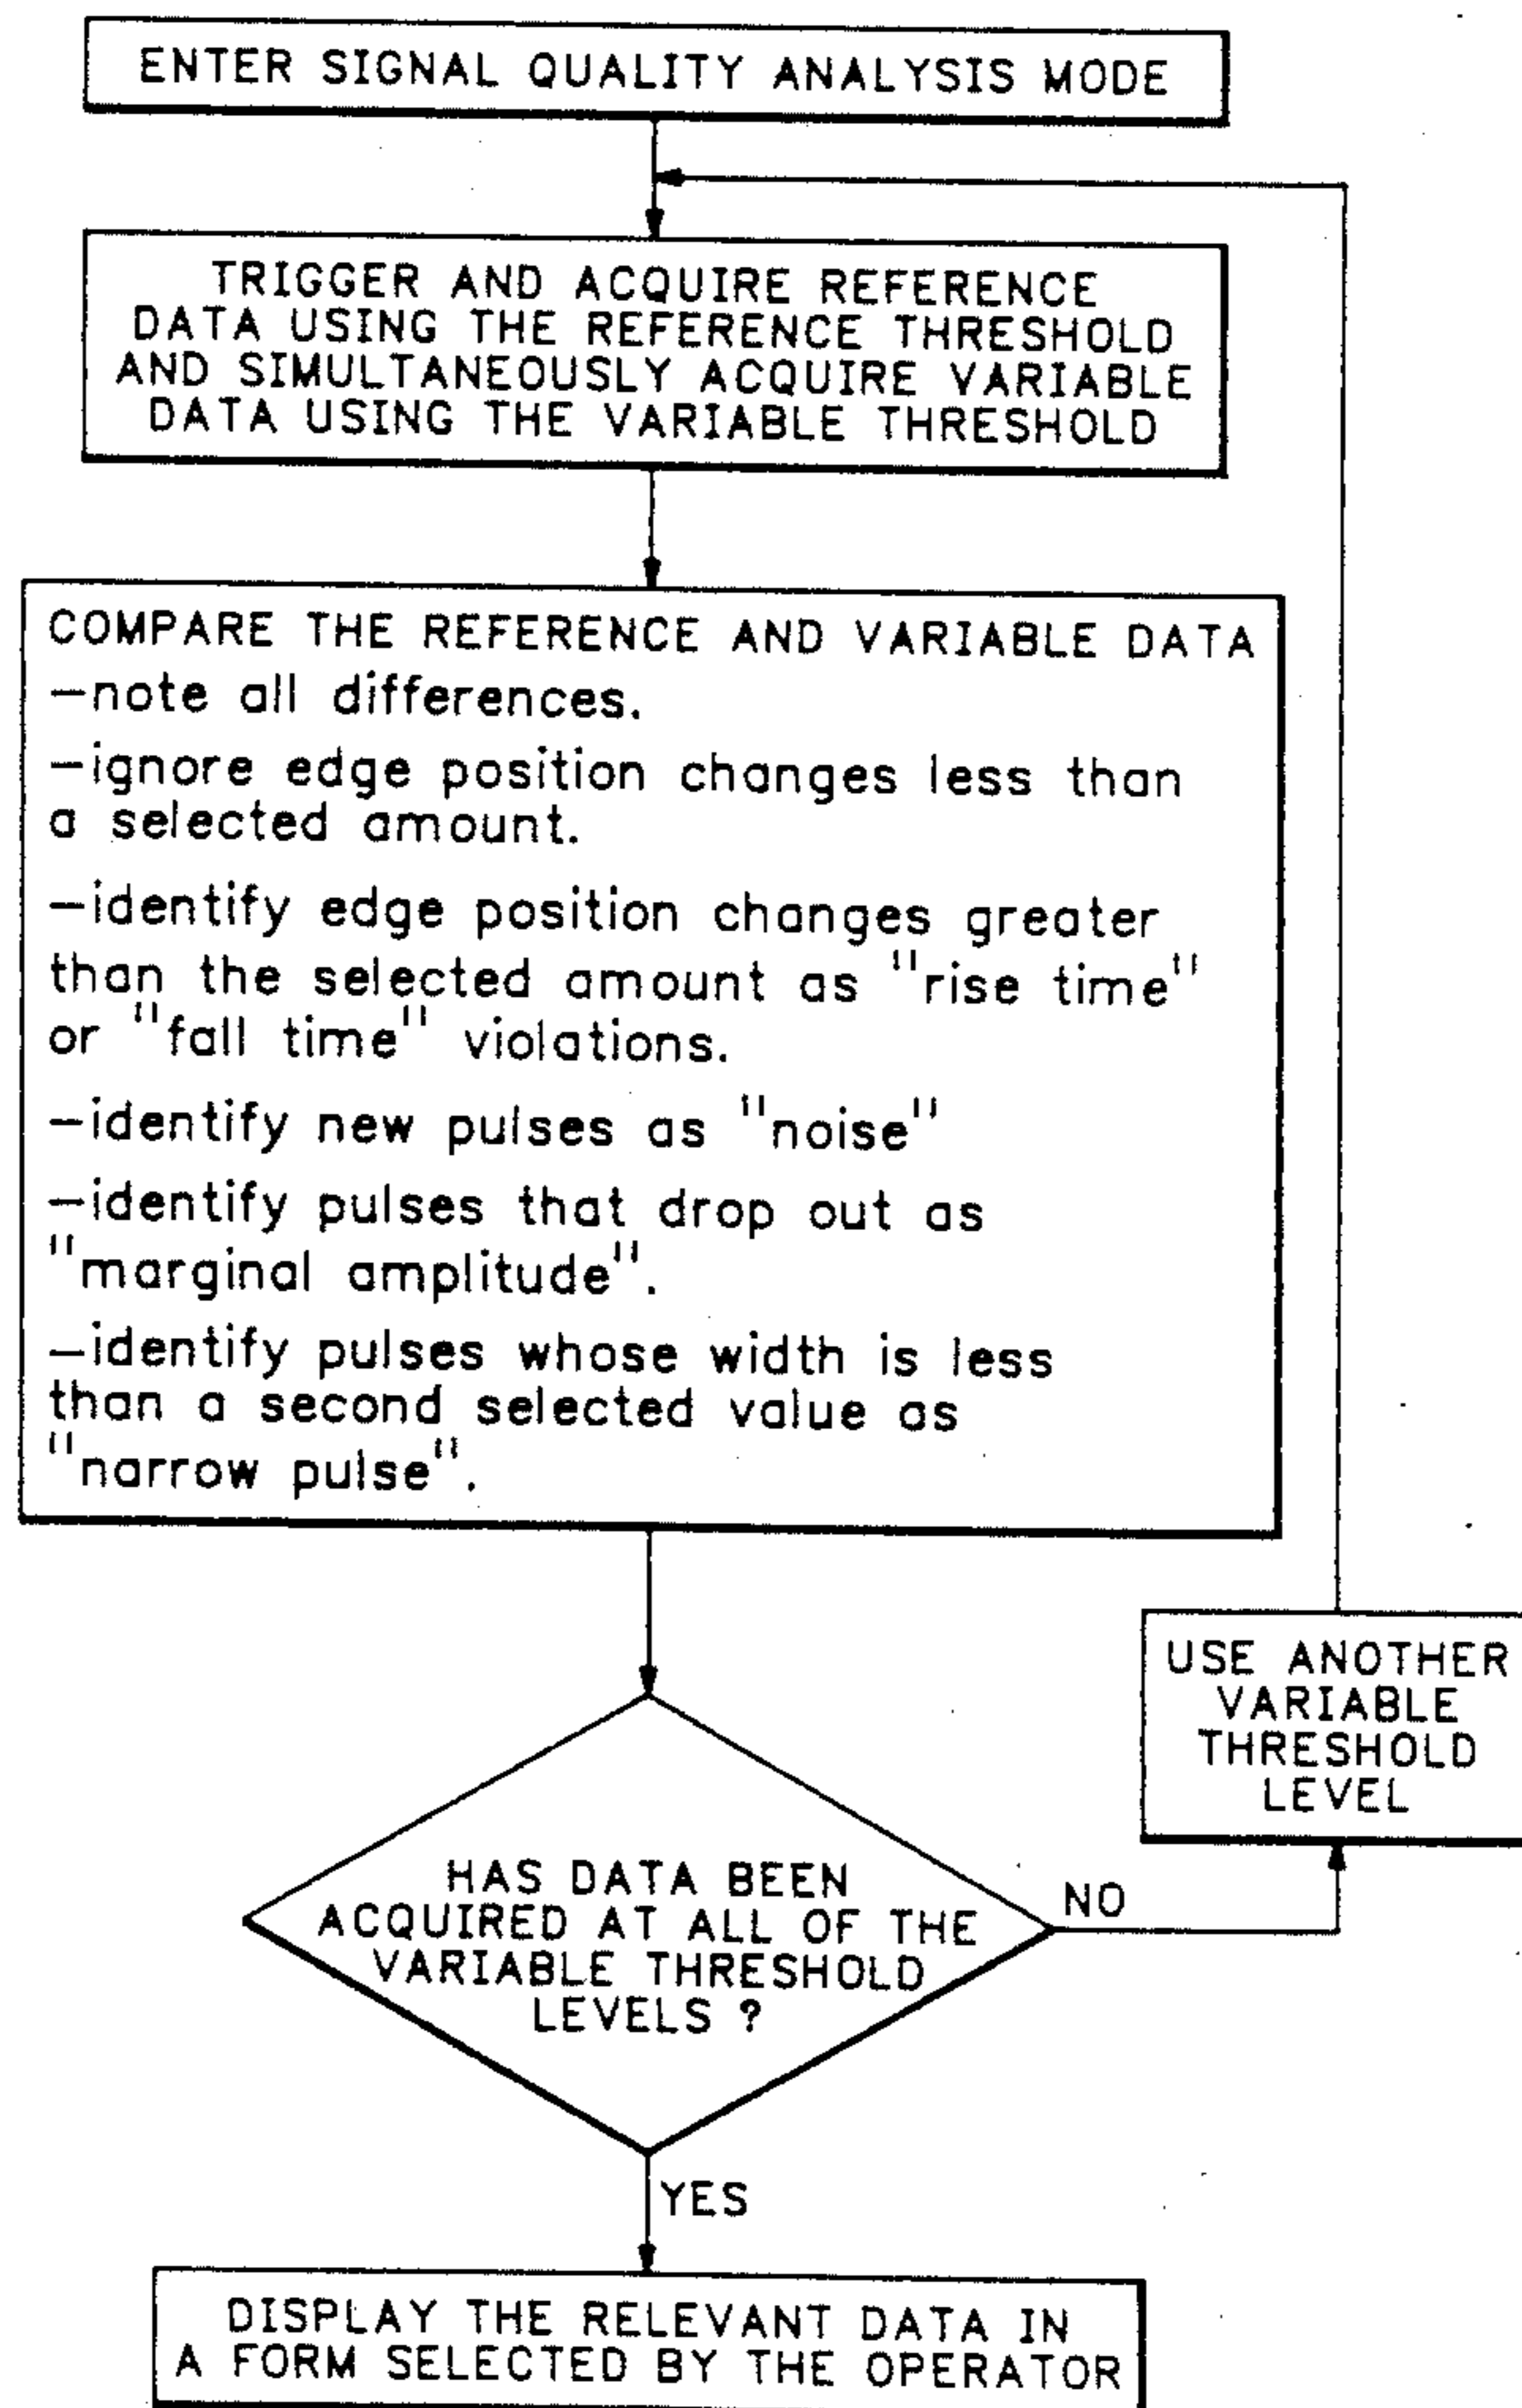 ENTER SIGNAL QUALITY ANALYSIS MODE
TRIGGER AND ACQUIRE REFERENCE
DATA USING THE REFERENCE THRESHOLD
AND SIMULTANEOUSLY ACQUIRE VARIABLE
DATA USING THE VARIABLE THRESHOLD
COMPARE THE REFERENCE AND VARIABLE DATA
-note all differences.
-ignore edge position changes less than
a selected amount.
-identify edge position changes greater
than the selected amount as "rise time"
or "fall time" violations.
-identify new pulses as "noise"
-identify pulses that drop out as
"marginal amplitude".
-identify pulses whose width is less
than a second selected value as
"narrow pulse".
USE ANOTHER
VARIABLE
THRESHOLD
LEVEL
HAS DATA BEEN
ACQUIRED AT ALL OF THE
VARIABLE THRESHOLD
LEVELS ?
NO
YES
DISPLAY THE RELEVANT DATA IN
A FORM SELECTED BY THE OPERATOR